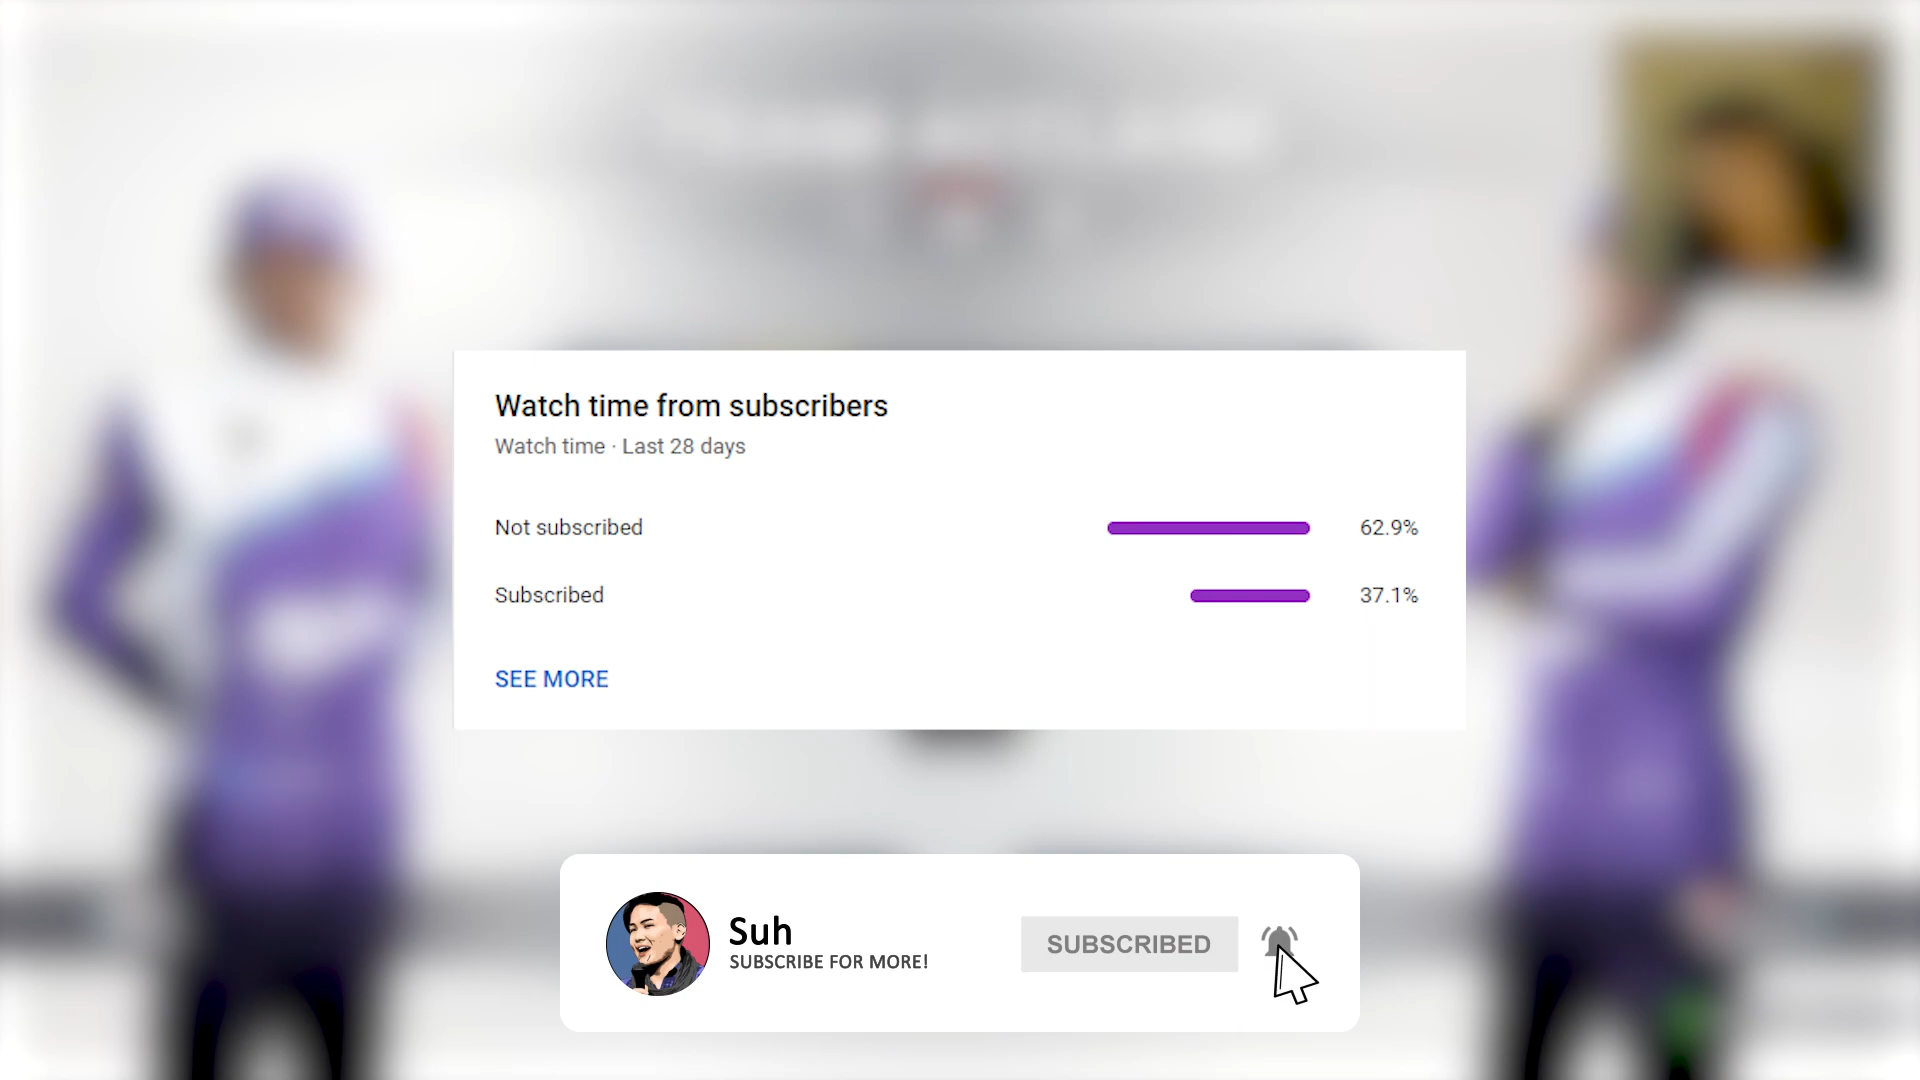 Watch time from subscribers
Watch time · Last 28 days
Not subscribed 62.9%
Subscribed 37.1%
SEE MORE
Suh
SUBSCRIBE FOR MORE!
SUBSCRIBED